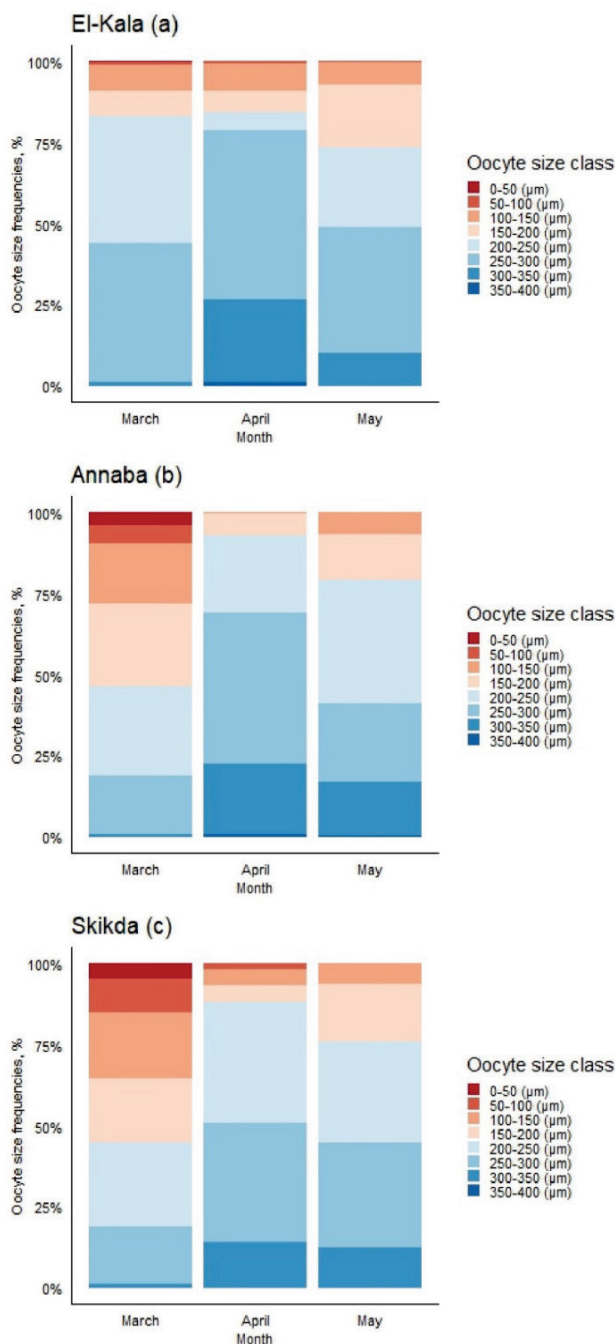 El-Kala (a)
Oocyte size frequencies, %
100%
75%
50%
25%
0%
March
April
May
Month
Oocyte size class
0-50 (µm)
50-100 (µm)
100-150 (µm)
150-200 (µm)
200-250 (µm)
250-300 (µm)
300-350 (µm)
350-400 (µm)
Annaba (b)
Oocyte size frequencies, %
100%
75%
50%
25%
0%
March
April
May
Month
Oocyte size class
0-50 (µm)
50-100 (µm)
100-150 (µm)
150-200 (µm)
200-250 (µm)
250-300 (µm)
300-350 (µm)
350-400 (µm)
Skikda (c)
Oocyte size frequencies, %
100%
75%
50%
25%
0%
March
April
May
Month
Oocyte size class
0-50 (µm)
50-100 (µm)
100-150 (µm)
150-200 (µm)
200-250 (µm)
250-300 (µm)
300-350 (µm)
350-400 (µm)